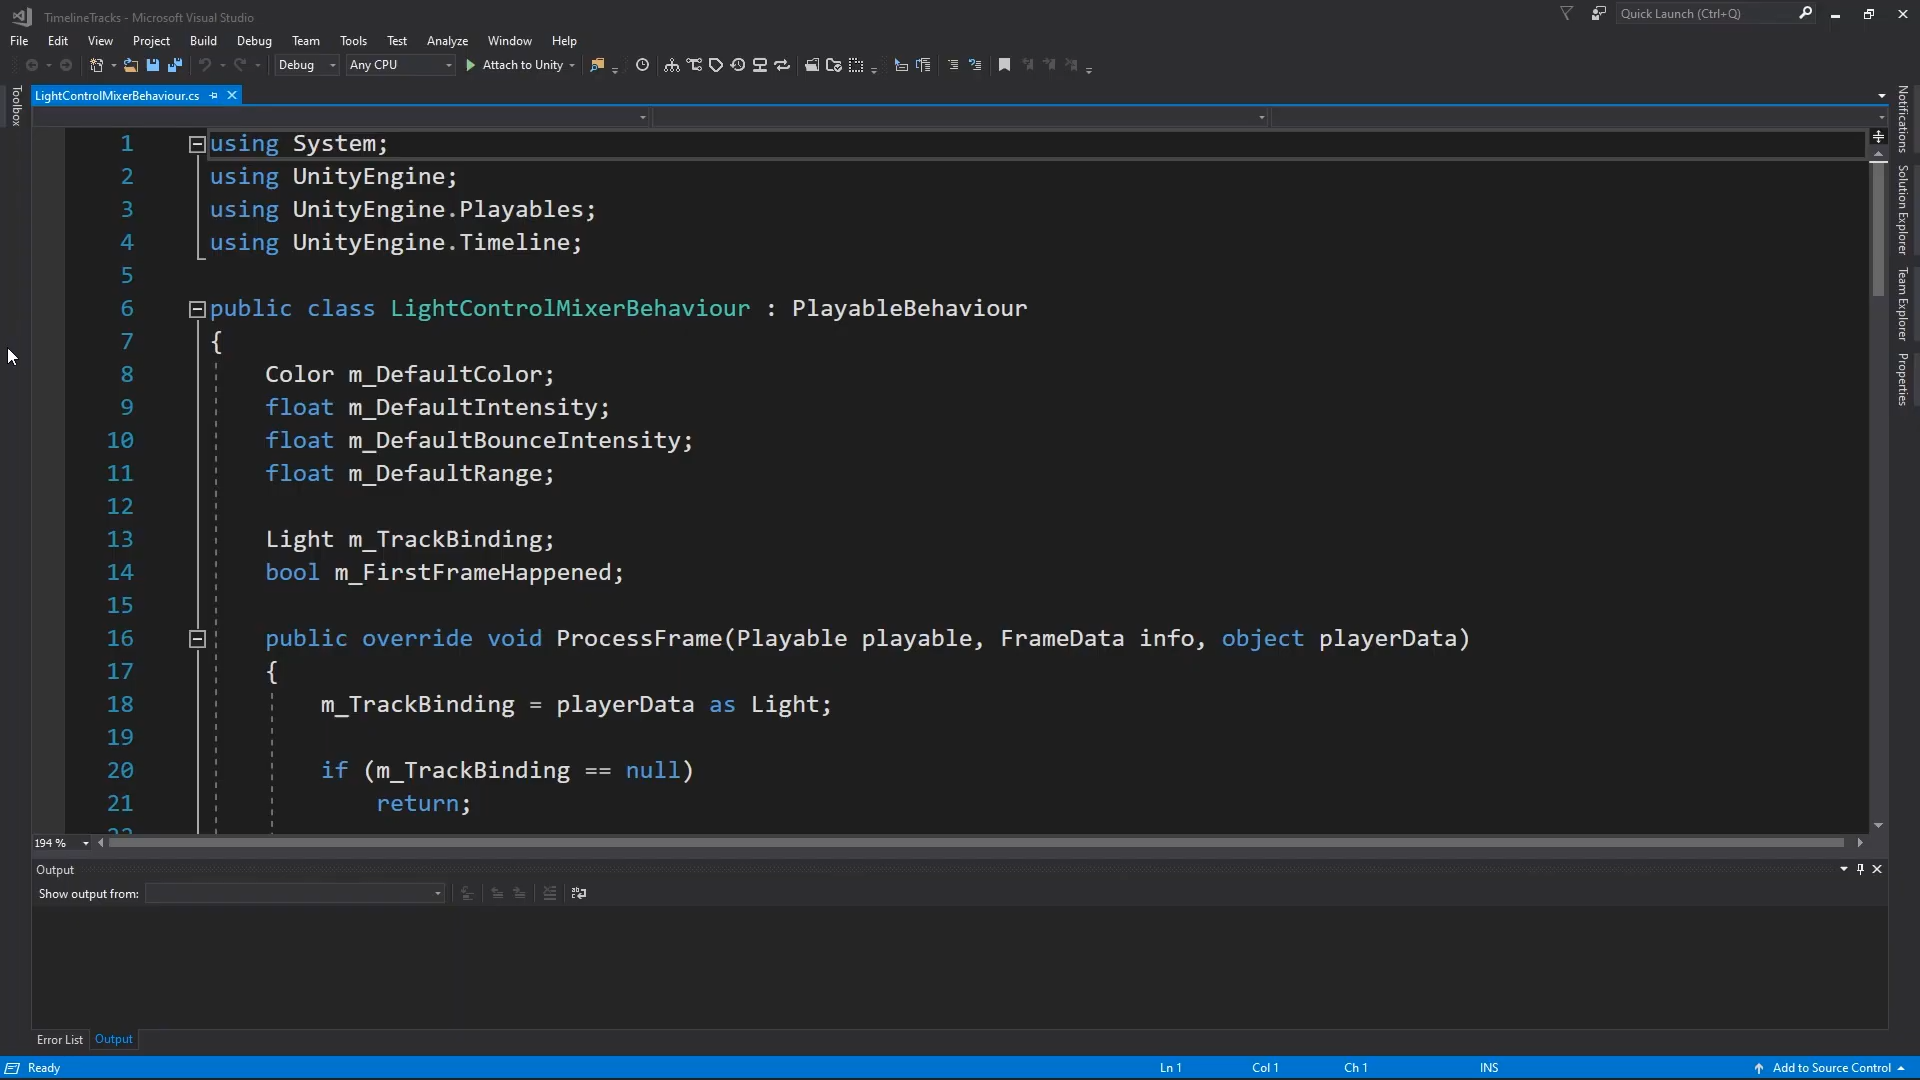 TimelineTracks - Microsoft Visual Studio
Quick Launch (Ctrl+Q)
File Edit View Project Build Debug Team Tools Test Analyze Window Help
Debug Any CPU Attach to Unity
Toolbox
LightControlMixerBehaviour.cs
Notifications
Solution Explorer
Team Explorer
Properties
1 using System;
2 using UnityEngine;
3 using UnityEngine.Playables;
4 using UnityEngine.Timeline;
5
6 public class LightControlMixerBehaviour : PlayableBehaviour
7 {
8 Color m_DefaultColor;
9 float m_DefaultIntensity;
10 float m_DefaultBounceIntensity;
11 float m_DefaultRange;
12
13 Light m_TrackBinding;
14 bool m_FirstFrameHappened;
15
16 public override void ProcessFrame(Playable playable, FrameData info, object playerData)
17 {
18 m_TrackBinding = playerData as Light;
19
20 if (m_TrackBinding == null)
21 return;
194 %
Output
Show output from:
Error List Output
Ready Ln 1 Col 1 Ch 1 INS Add to Source Control